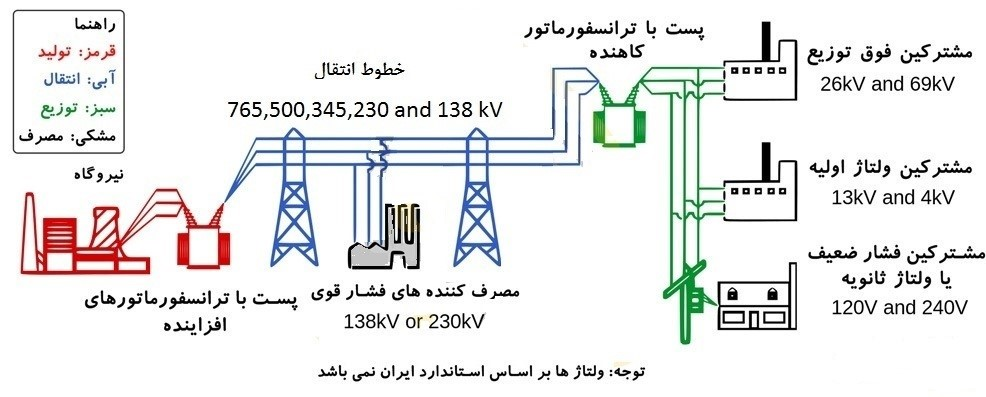 راهنما
قرمز: تولید
آبی: انتقال
سبز: توزیع
مشکی: مصرف
نیروگاه
پست با ترانسفورماتورهای
افزاینده
خطوط انتقال
765,500,345,230 and 138 kV
مصرف کننده های فشار قوی
138kV or 230kV
پست با ترانسفورماتور
کاهنده
مشترکین فوق توزیع
26kV and 69kV
مشترکین ولتاژ اولیه
13kV and 4kV
مشترکین فشار ضعیف
یا ولتاژ ثانویه
120V and 240V
توجه: ولتاژ ها بر اساس استاندارد ایران نمی باشد